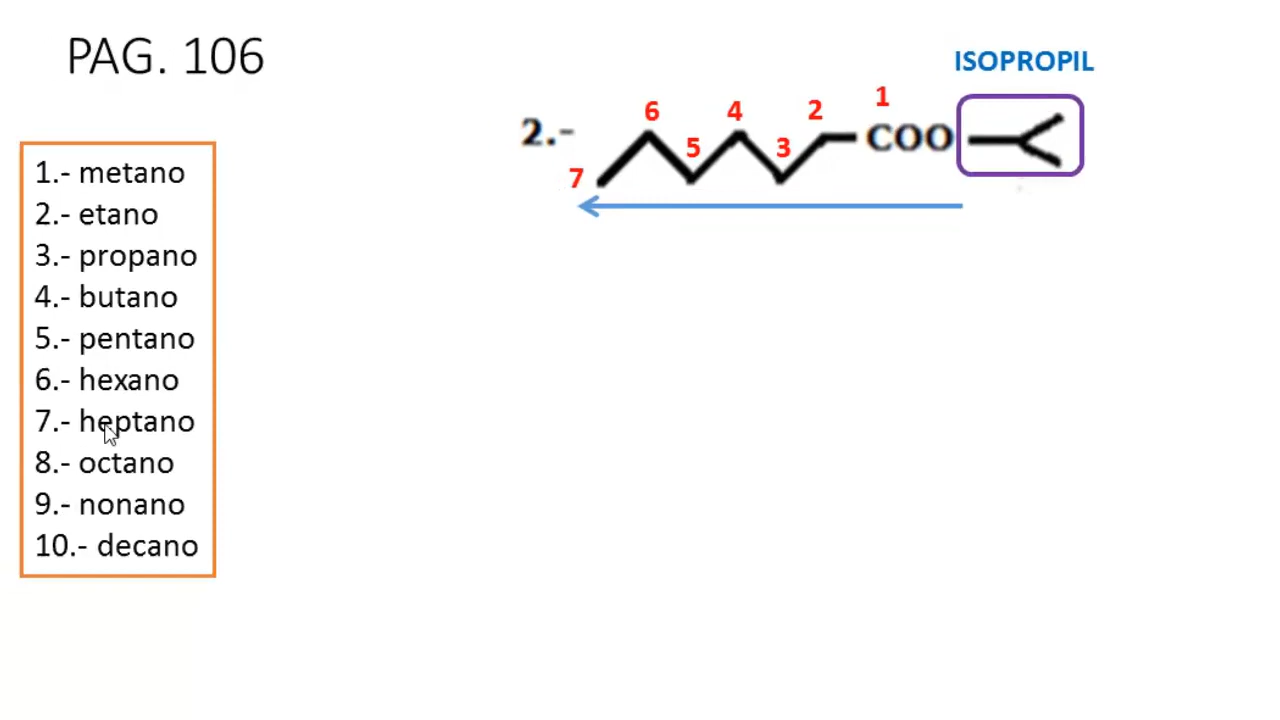 PAG. 106
1.- metano
2.- etano
3.- propano
4.- butano
5.- pentano
6.- hexano
7.- heptano
8.- octano
9.- nonano
10.- decano
ISOPROPIL
2.-
7 6 5 4 3 2 1
COO